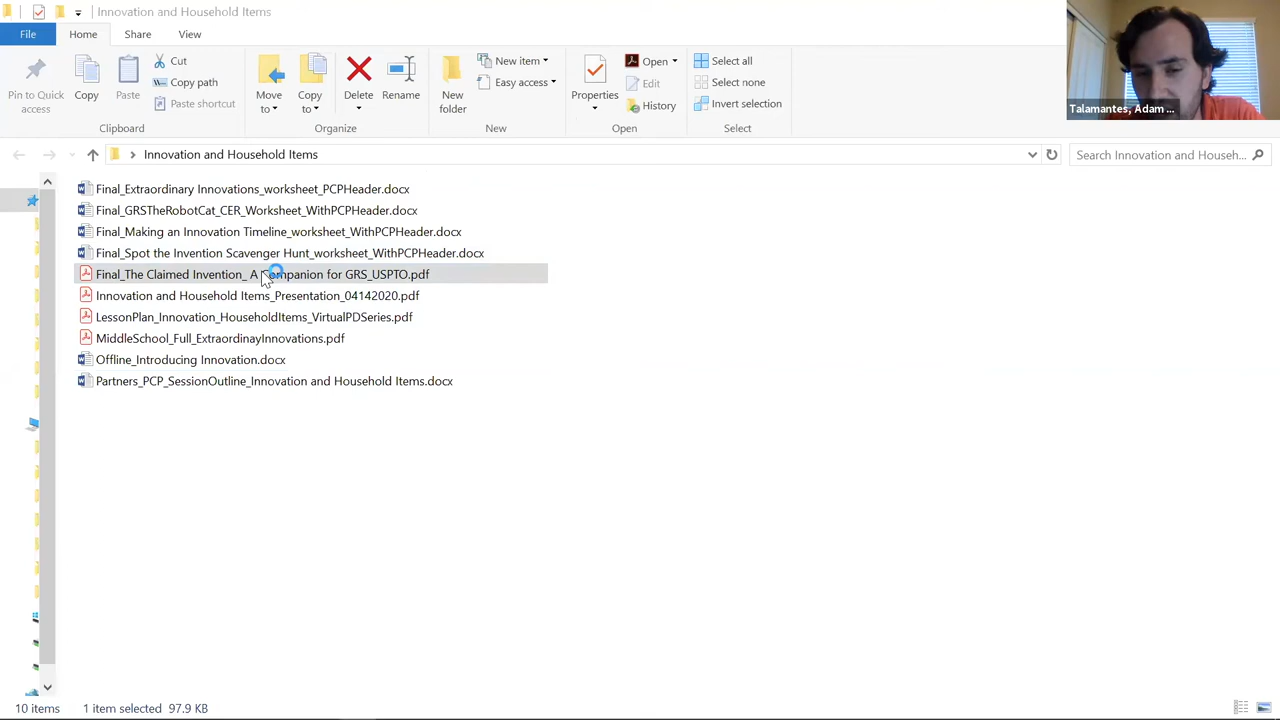 Innovation and Household Items
File Home Share View
Pin to Quick access
Copy
Paste
Cut
Copy path
Paste shortcut
Clipboard
Move to
Copy to
Delete
Rename
Organize
New folder
New item
Easy access
New
Properties
Open
Edit
History
Open
Select all
Select none
Invert selection
Select
Talamantes, Adam ...
Innovation and Household Items
Search Innovation and Househ...
Final_Extraordinary Innovations_worksheet_PCPHeader.docx
Final_GRSTheRobotCat_CER_Worksheet_WithPCPHeader.docx
Final_Making an Innovation Timeline_worksheet_WithPCPHeader.docx
Final_Spot the Invention Scavenger Hunt_worksheet_WithPCPHeader.docx
Final_The Claimed Invention_ A Companion for GRS_USPTO.pdf
Innovation and Household Items_Presentation_04142020.pdf
LessonPlan_Innovation_HouseholdItems_VirtualPDSeries.pdf
MiddleSchool_Full_ExtraordinayInnovations.pdf
Offline_Introducing Innovation.docx
Partners_PCP_SessionOutline_Innovation and Household Items.docx
10 items 1 item selected 97.9 KB